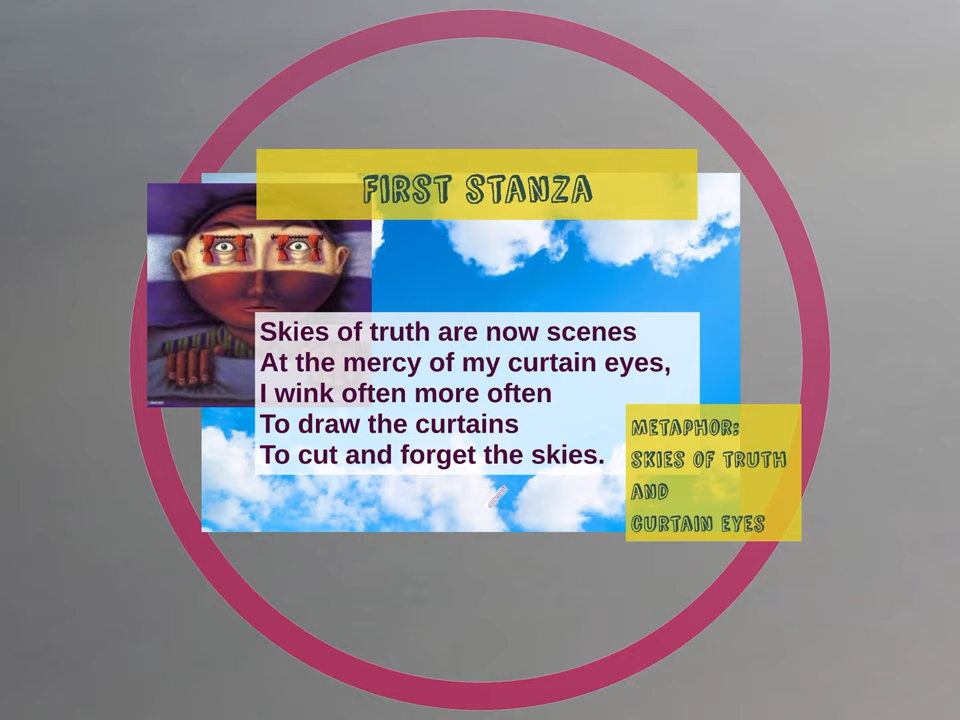 FIRST STANZA
Skies of truth are now scenes
At the mercy of my curtain eyes,
I wink often more often
To draw the curtains
To cut and forget the skies.
METAPHOR:
SKIES OF TRUTH
AND
CURTAIN EYES